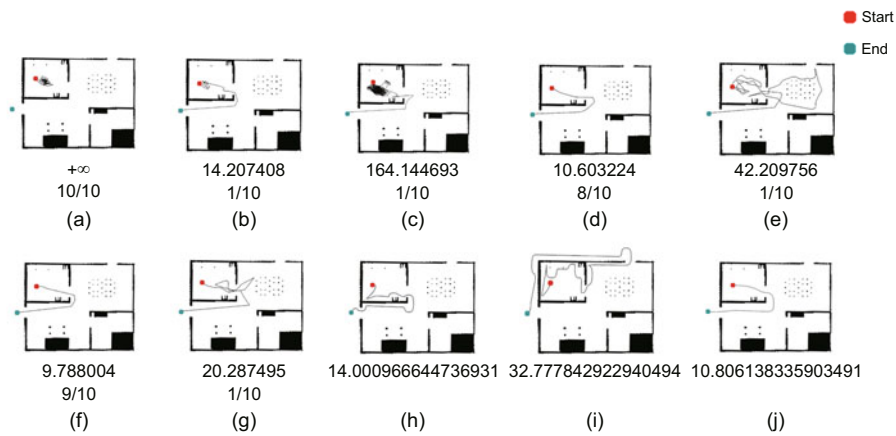 Start
End
+∞
10/10
(a)
14.207408
1/10
(b)
164.144693
1/10
(c)
10.603224
8/10
(d)
42.209756
1/10
(e)
9.788004
9/10
(f)
20.287495
1/10
(g)
14.000966644736931
(h)
32.777842922940494
(i)
10.806138335903491
(j)